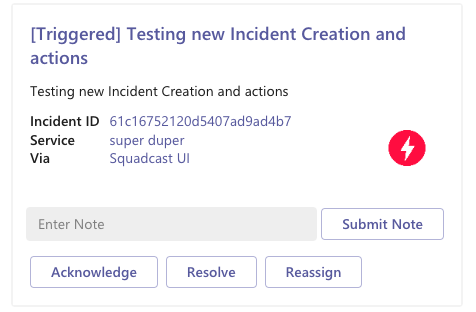 [Triggered] Testing new Incident Creation and
actions
Testing new Incident Creation and actions
Incident ID 61c16752120d5407ad9ad4b7
Service super duper
Via Squadcast UI
Enter Note Submit Note
Acknowledge Resolve Reassign